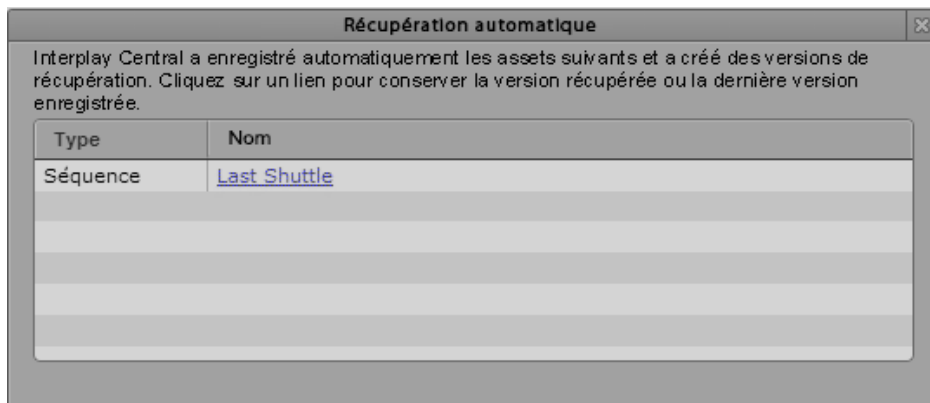 Récupération automatique
Interplay Central a enregistré automatiquement les assets suivants et a créé des versions de
récupération. Cliquez sur un lien pour conserver la version récupérée ou la dernière version
enregistrée.
Type Nom
Séquence Last Shuttle